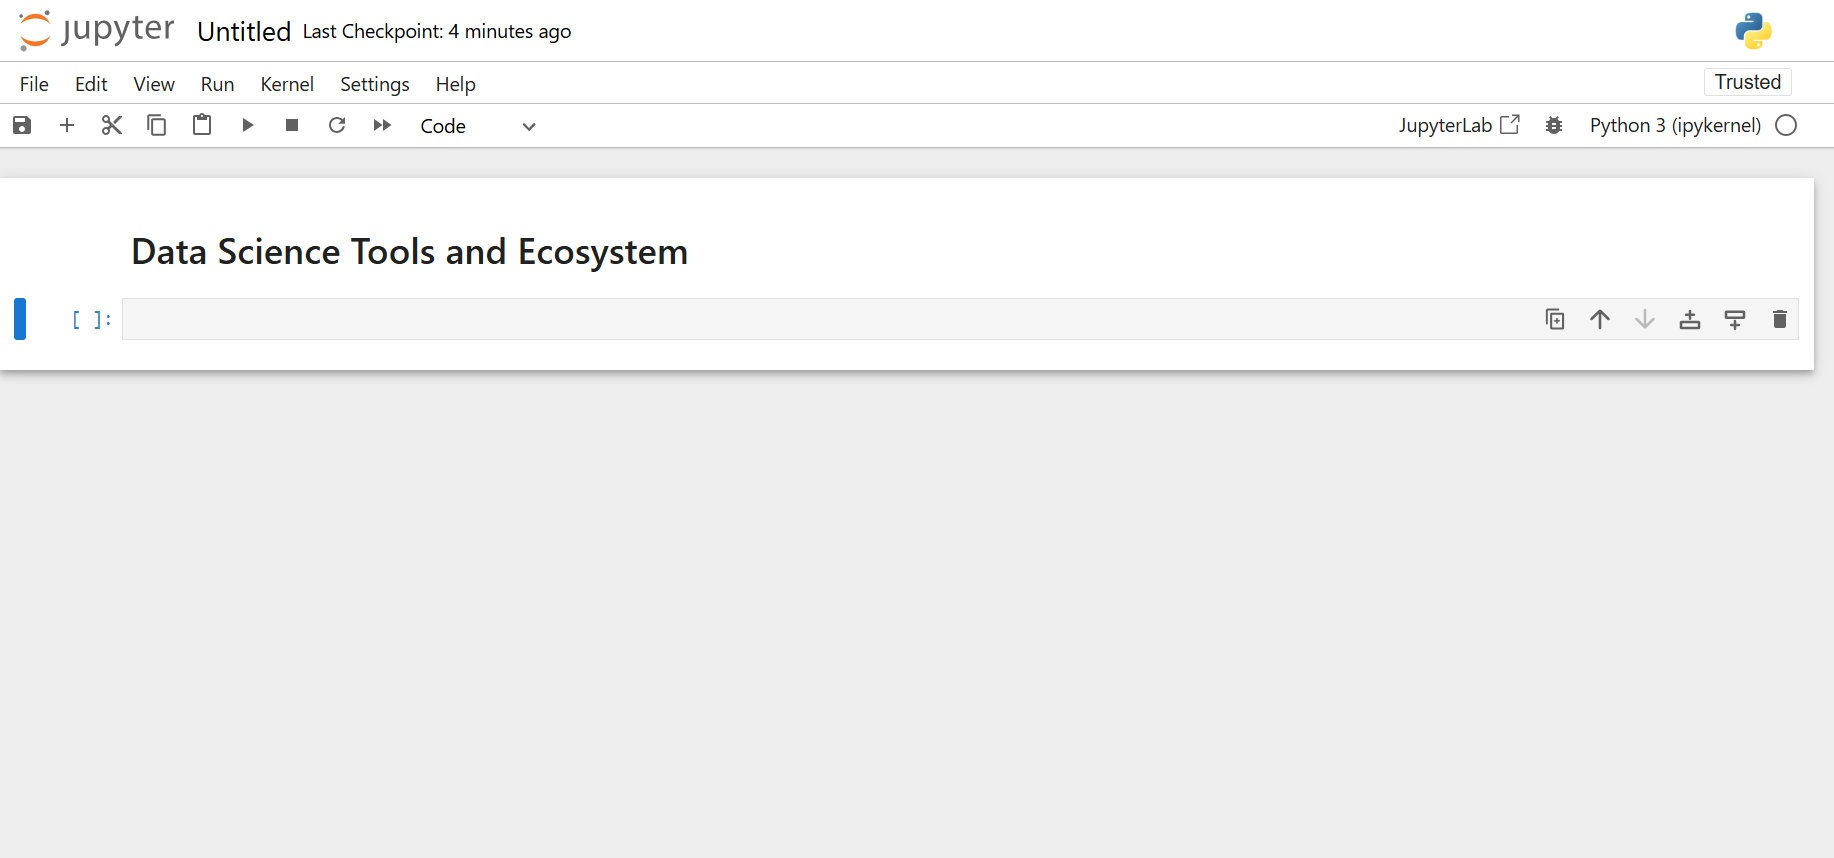 jupyter Untitled Last Checkpoint: 4 minutes ago
File Edit View Run Kernel Settings Help Trusted
Code JupyterLab Python 3 (ipykernel)
Data Science Tools and Ecosystem
[ ]: